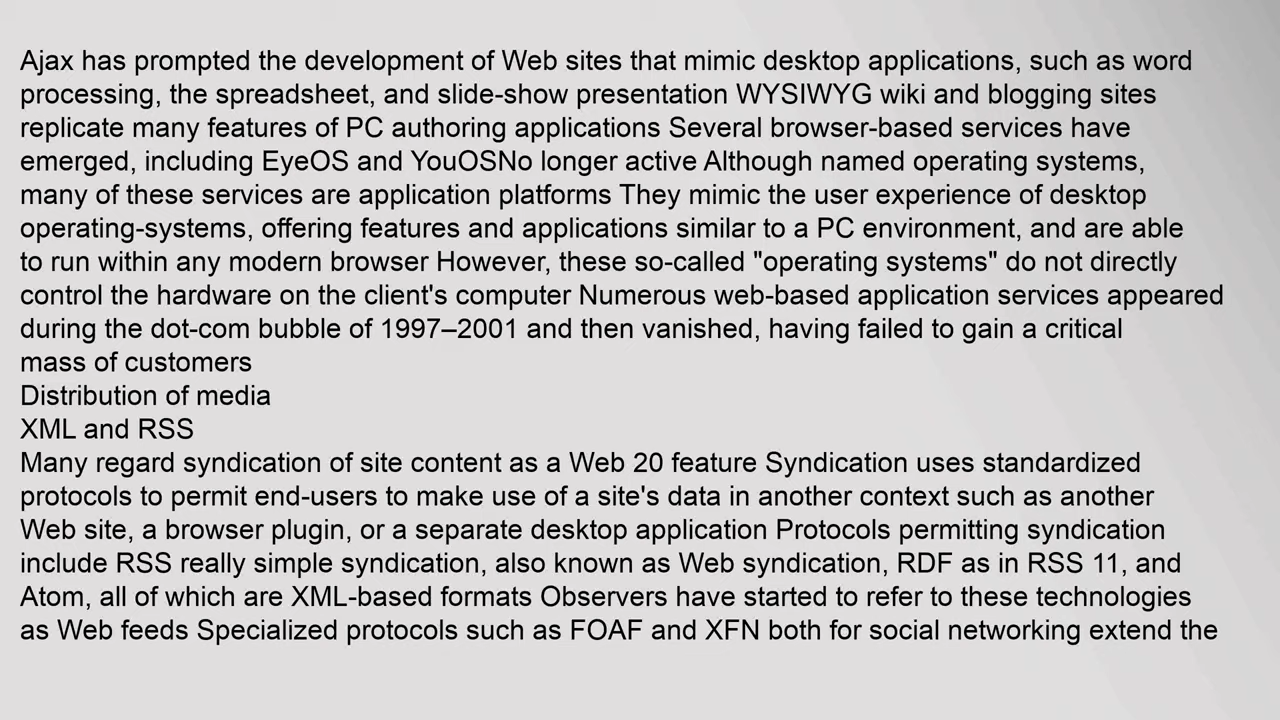 Ajax has prompted the development of Web sites that mimic desktop applications, such as word
processing, the spreadsheet, and slide-show presentation WYSIWYG wiki and blogging sites
replicate many features of PC authoring applications Several browser-based services have
emerged, including EyeOS and YouOSNo longer active Although named operating systems,
many of these services are application platforms They mimic the user experience of desktop
operating-systems, offering features and applications similar to a PC environment, and are able
to run within any modern browser However, these so-called "operating systems" do not directly
control the hardware on the client's computer Numerous web-based application services appeared
during the dot-com bubble of 1997–2001 and then vanished, having failed to gain a critical
mass of customers
Distribution of media
XML and RSS
Many regard syndication of site content as a Web 20 feature Syndication uses standardized
protocols to permit end-users to make use of a site's data in another context such as another
Web site, a browser plugin, or a separate desktop application Protocols permitting syndication
include RSS really simple syndication, also known as Web syndication, RDF as in RSS 11, and
Atom, all of which are XML-based formats Observers have started to refer to these technologies
as Web feeds Specialized protocols such as FOAF and XFN both for social networking extend the